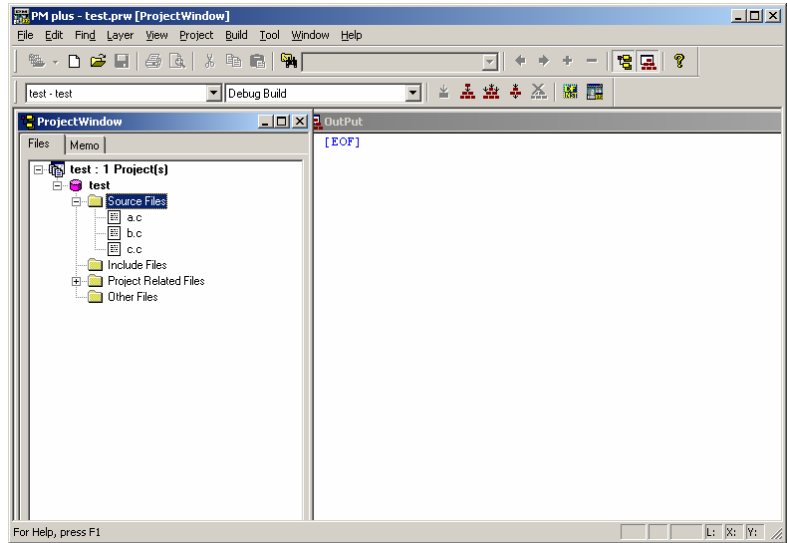 PM plus - test.prw [ProjectWindow]
File Edit Find Layer View Project Build Tool Window Help
test - test
Debug Build
ProjectWindow
OutPut
Files Memo
[EOF]
test : 1 Project(s)
test
Source Files
a.c
b.c
c.c
Include Files
Project Related Files
Other Files
For Help, press F1
L: X: Y: